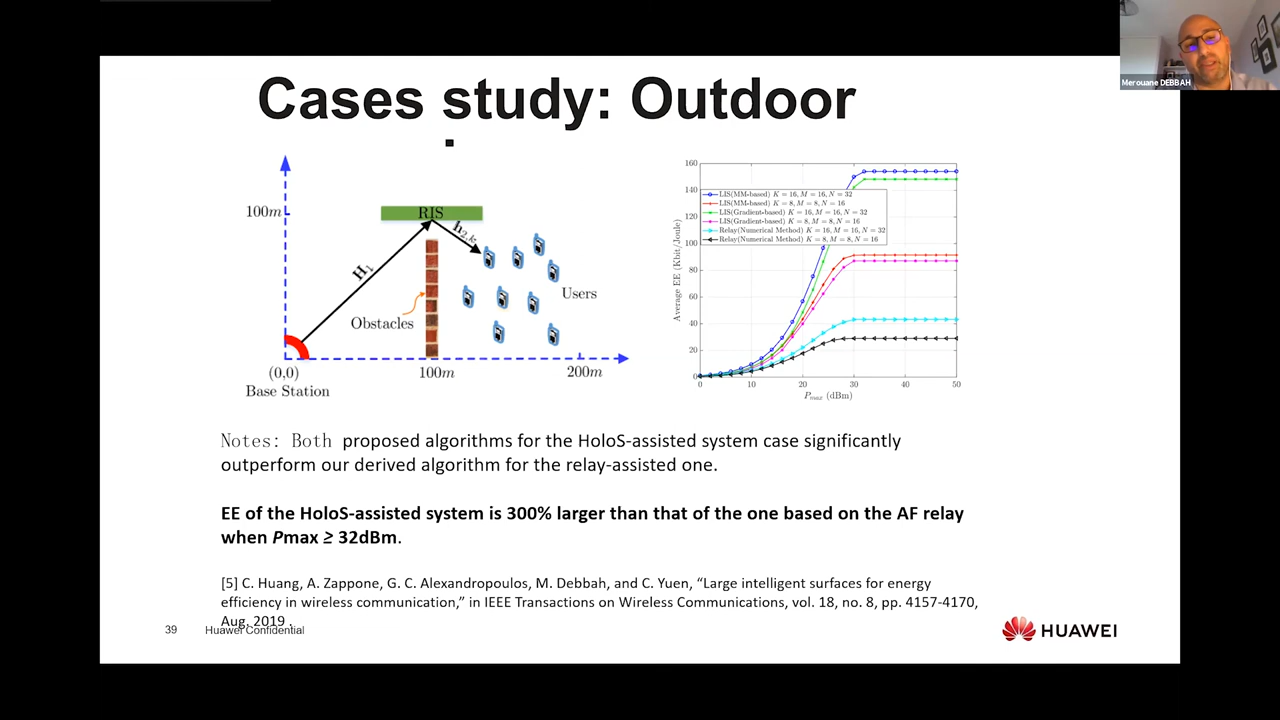 Merouane DEBBAH
Cases study: Outdoor
100m
RIS
h2,k
H1
Users
Obstacles
(0,0)
100m
200m
Base Station
160
140
120
100
80
60
40
20
0
Average EE (Kbit/Joule)
LIS(MM-based) K = 16, M = 16, N = 32
LIS(MM-based) K = 8, M = 8, N = 16
LIS(Gradient-based) K = 16, M = 16, N = 32
LIS(Gradient-based) K = 8, M = 8, N = 16
Relay(Numerical Method) K = 16, M = 16, N = 32
Relay(Numerical Method) K = 8, M = 8, N = 16
0 10 20 30 40 50
Pmax (dBm)
Notes: Both proposed algorithms for the HoloS-assisted system case significantly
outperform our derived algorithm for the relay-assisted one.
EE of the HoloS-assisted system is 300% larger than that of the one based on the AF relay
when Pmax ≥ 32dBm.
[5] C. Huang, A. Zappone, G. C. Alexandropoulos, M. Debbah, and C. Yuen, “Large intelligent surfaces for energy
efficiency in wireless communication,” in IEEE Transactions on Wireless Communications, vol. 18, no. 8, pp. 4157-4170,
Aug, 2019 .
39 Huawei Confidential
HUAWEI